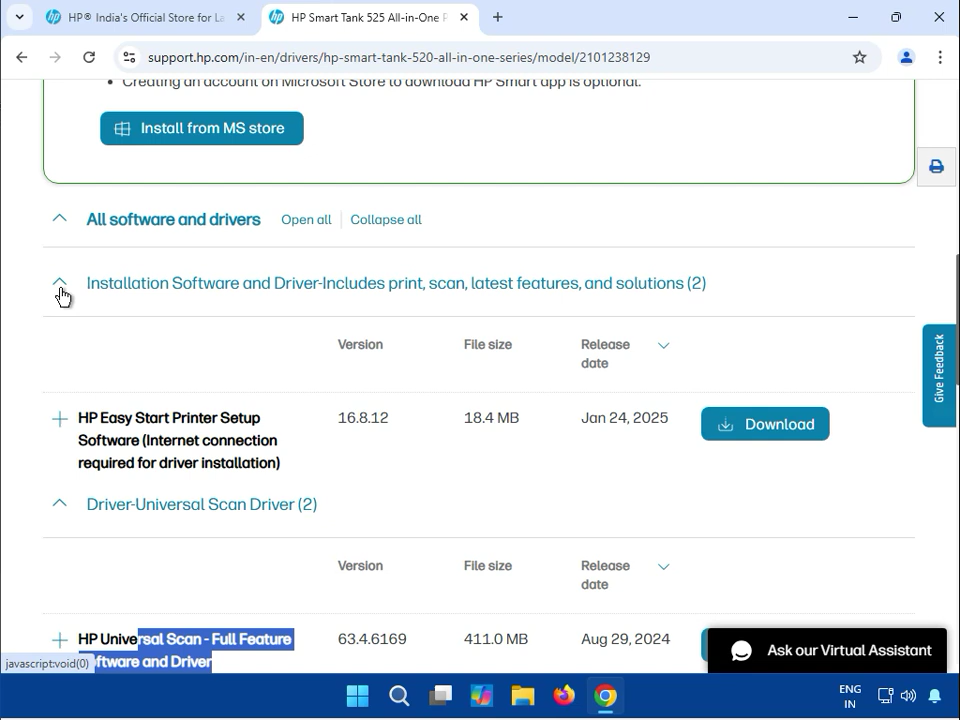 HP® India's Official Store for La
HP Smart Tank 525 All-in-One P
support.hp.com/in-en/drivers/hp-smart-tank-520-all-in-one-series/model/2101238129
Creating an account on Microsoft Store to download HP Smart app is optional.
Install from MS store
All software and drivers Open all Collapse all
Installation Software and Driver-Includes print, scan, latest features, and solutions (2)
Version File size Release date
HP Easy Start Printer Setup Software (Internet connection required for driver installation) 16.8.12 18.4 MB Jan 24, 2025 Download
Driver-Universal Scan Driver (2)
Version File size Release date
HP Universal Scan - Full Feature Software and Driver 63.4.6169 411.0 MB Aug 29, 2024
Give Feedback
Ask our Virtual Assistant
javascript:void(0)
ENG
IN